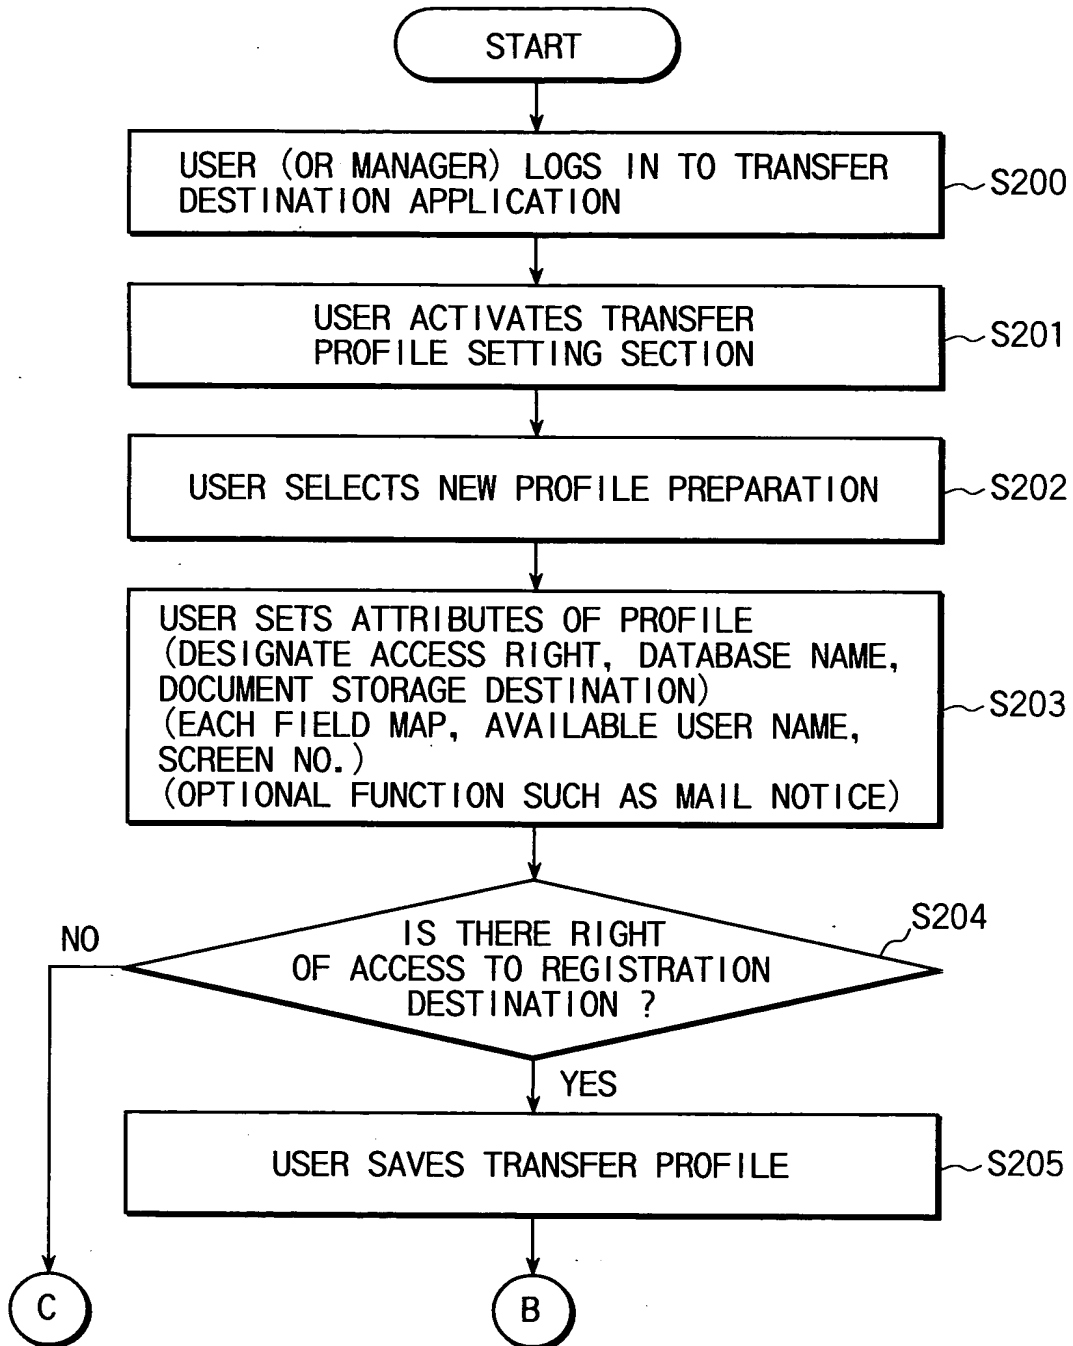 START
USER (OR MANAGER) LOGS IN TO TRANSFER
DESTINATION APPLICATION
S200
USER ACTIVATES TRANSFER
PROFILE SETTING SECTION
S201
USER SELECTS NEW PROFILE PREPARATION
S202
USER SETS ATTRIBUTES OF PROFILE
(DESIGNATE ACCESS RIGHT, DATABASE NAME,
DOCUMENT STORAGE DESTINATION)
(EACH FIELD MAP, AVAILABLE USER NAME,
SCREEN NO.)
(OPTIONAL FUNCTION SUCH AS MAIL NOTICE)
S203
IS THERE RIGHT
OF ACCESS TO REGISTRATION
DESTINATION ?
S204
NO
YES
USER SAVES TRANSFER PROFILE
S205
C
B